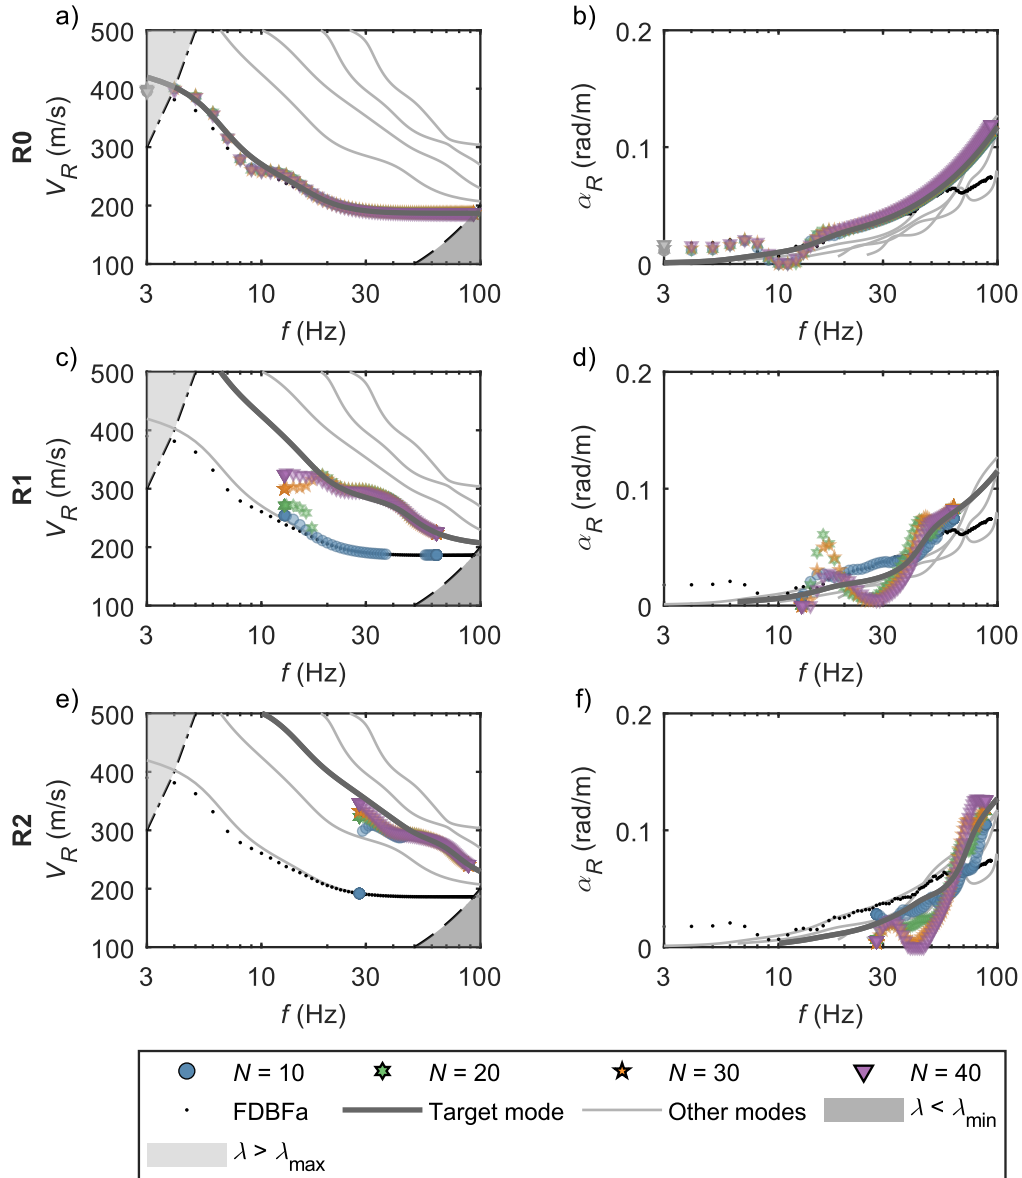 a)
b)
R0
V_R (m/s)
500
400
300
200
100
3
10
30
100
f (Hz)
α_R (rad/m)
0.2
0.1
0
3
10
30
100
f (Hz)
c)
d)
R1
V_R (m/s)
500
400
300
200
100
3
10
30
100
f (Hz)
α_R (rad/m)
0.2
0.1
0
3
10
30
100
f (Hz)
e)
f)
R2
V_R (m/s)
500
400
300
200
100
3
10
30
100
f (Hz)
α_R (rad/m)
0.2
0.1
0
3
10
30
100
f (Hz)
N = 10 N = 20 N = 30 N = 40
FDBFa Target mode Other modes λ < λ_min
λ > λ_max